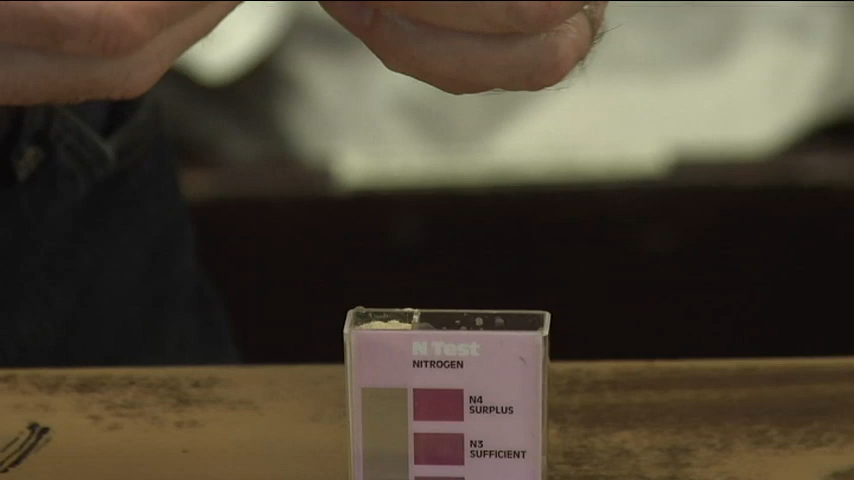 N Test
NITROGEN
N4
SURPLUS
N3
SUFFICIENT